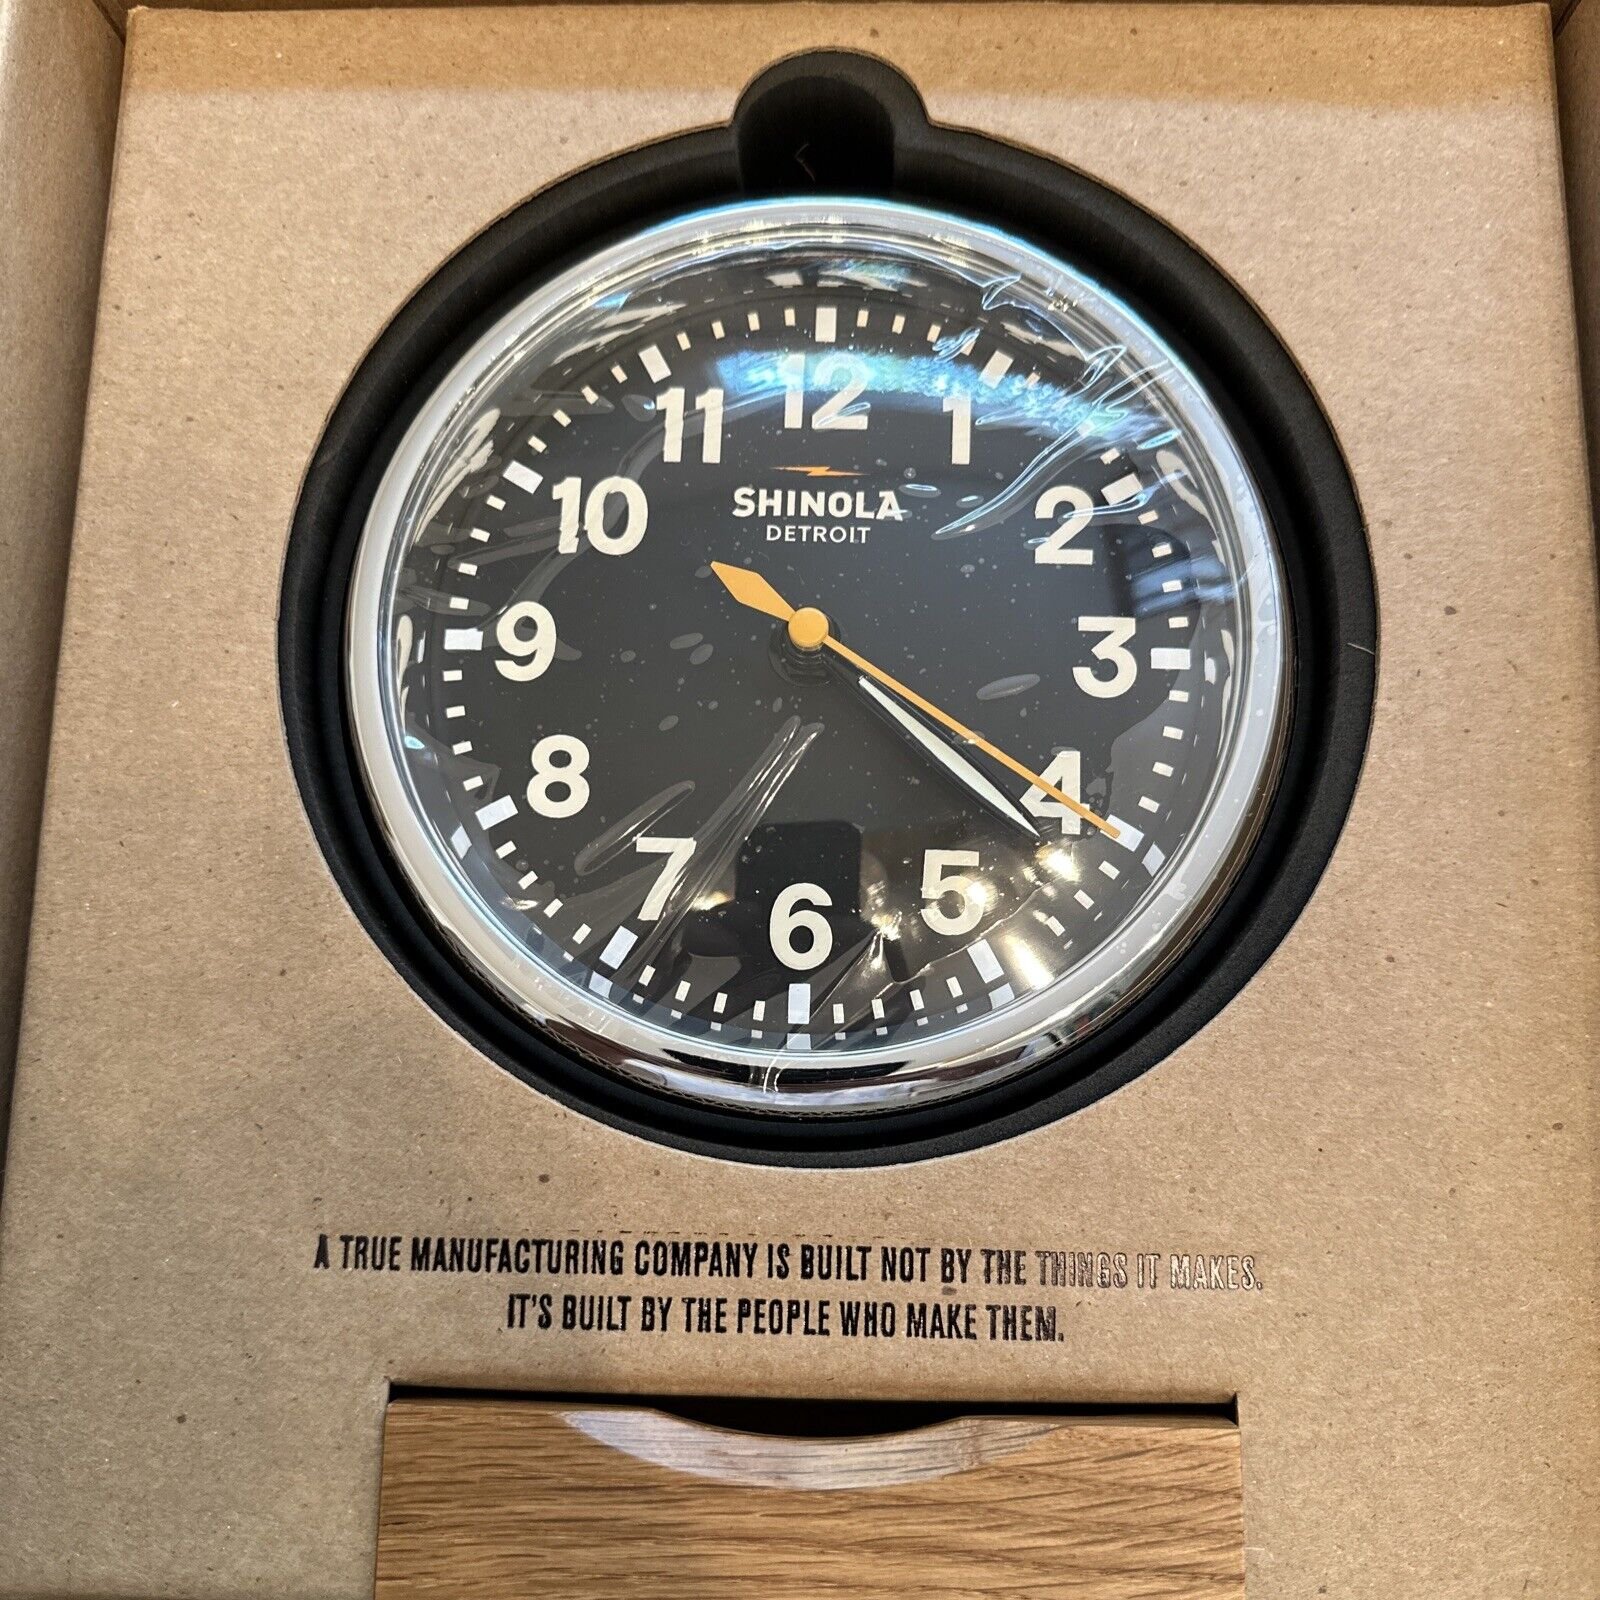 12
11 1
10 2
SHINOLA
DETROIT
9 3
8 4
7 5
6
A TRUE MANUFACTURING COMPANY IS BUILT NOT BY THE THINGS IT MAKES.
IT'S BUILT BY THE PEOPLE WHO MAKE THEM.